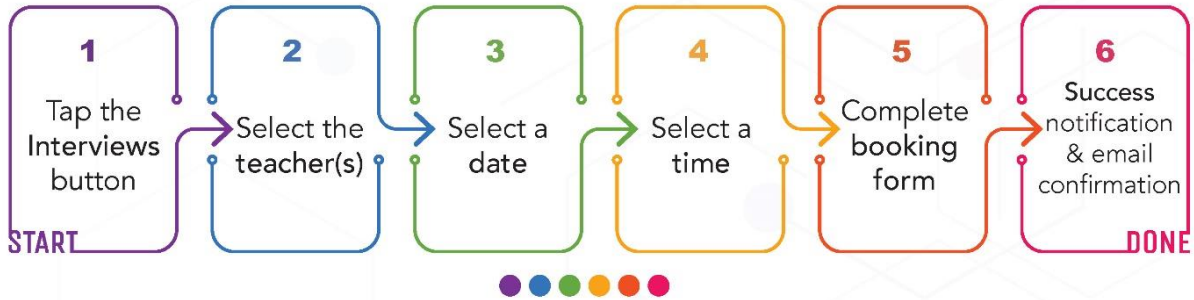 1
Tap the
Interviews
button
START
2
Select the
teacher(s)
3
Select a
date
4
Select a
time
5
Complete
booking
form
6
Success
notification
& email
confirmation
DONE